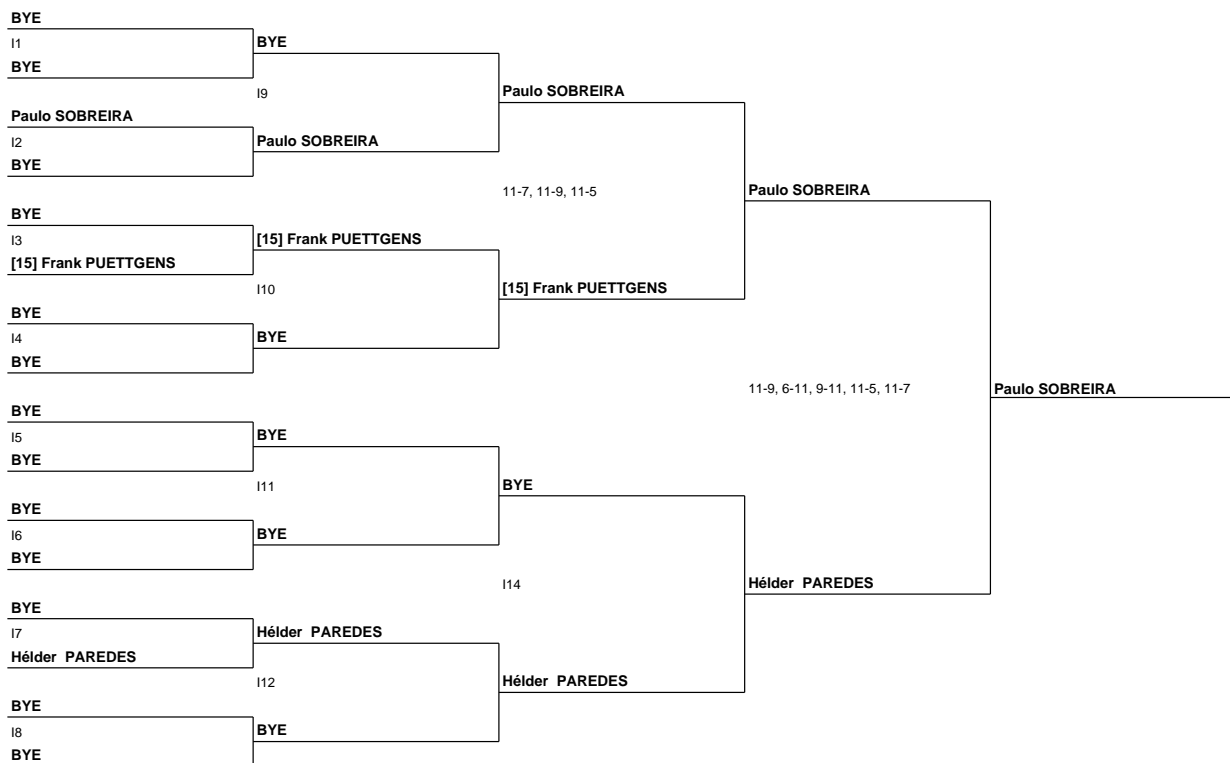 BYE
I1
BYE
BYE
I9
Paulo SOBREIRA
Paulo SOBREIRA
I2
Paulo SOBREIRA
BYE
11-7, 11-9, 11-5
Paulo SOBREIRA
BYE
I3
[15] Frank PUETTGENS
[15] Frank PUETTGENS
I10
[15] Frank PUETTGENS
BYE
I4
BYE
BYE
11-9, 6-11, 9-11, 11-5, 11-7
Paulo SOBREIRA
BYE
I5
BYE
BYE
I11
BYE
BYE
I6
BYE
BYE
I14
Hélder  PAREDES
BYE
I7
Hélder  PAREDES
Hélder  PAREDES
I12
Hélder  PAREDES
BYE
I8
BYE
BYE